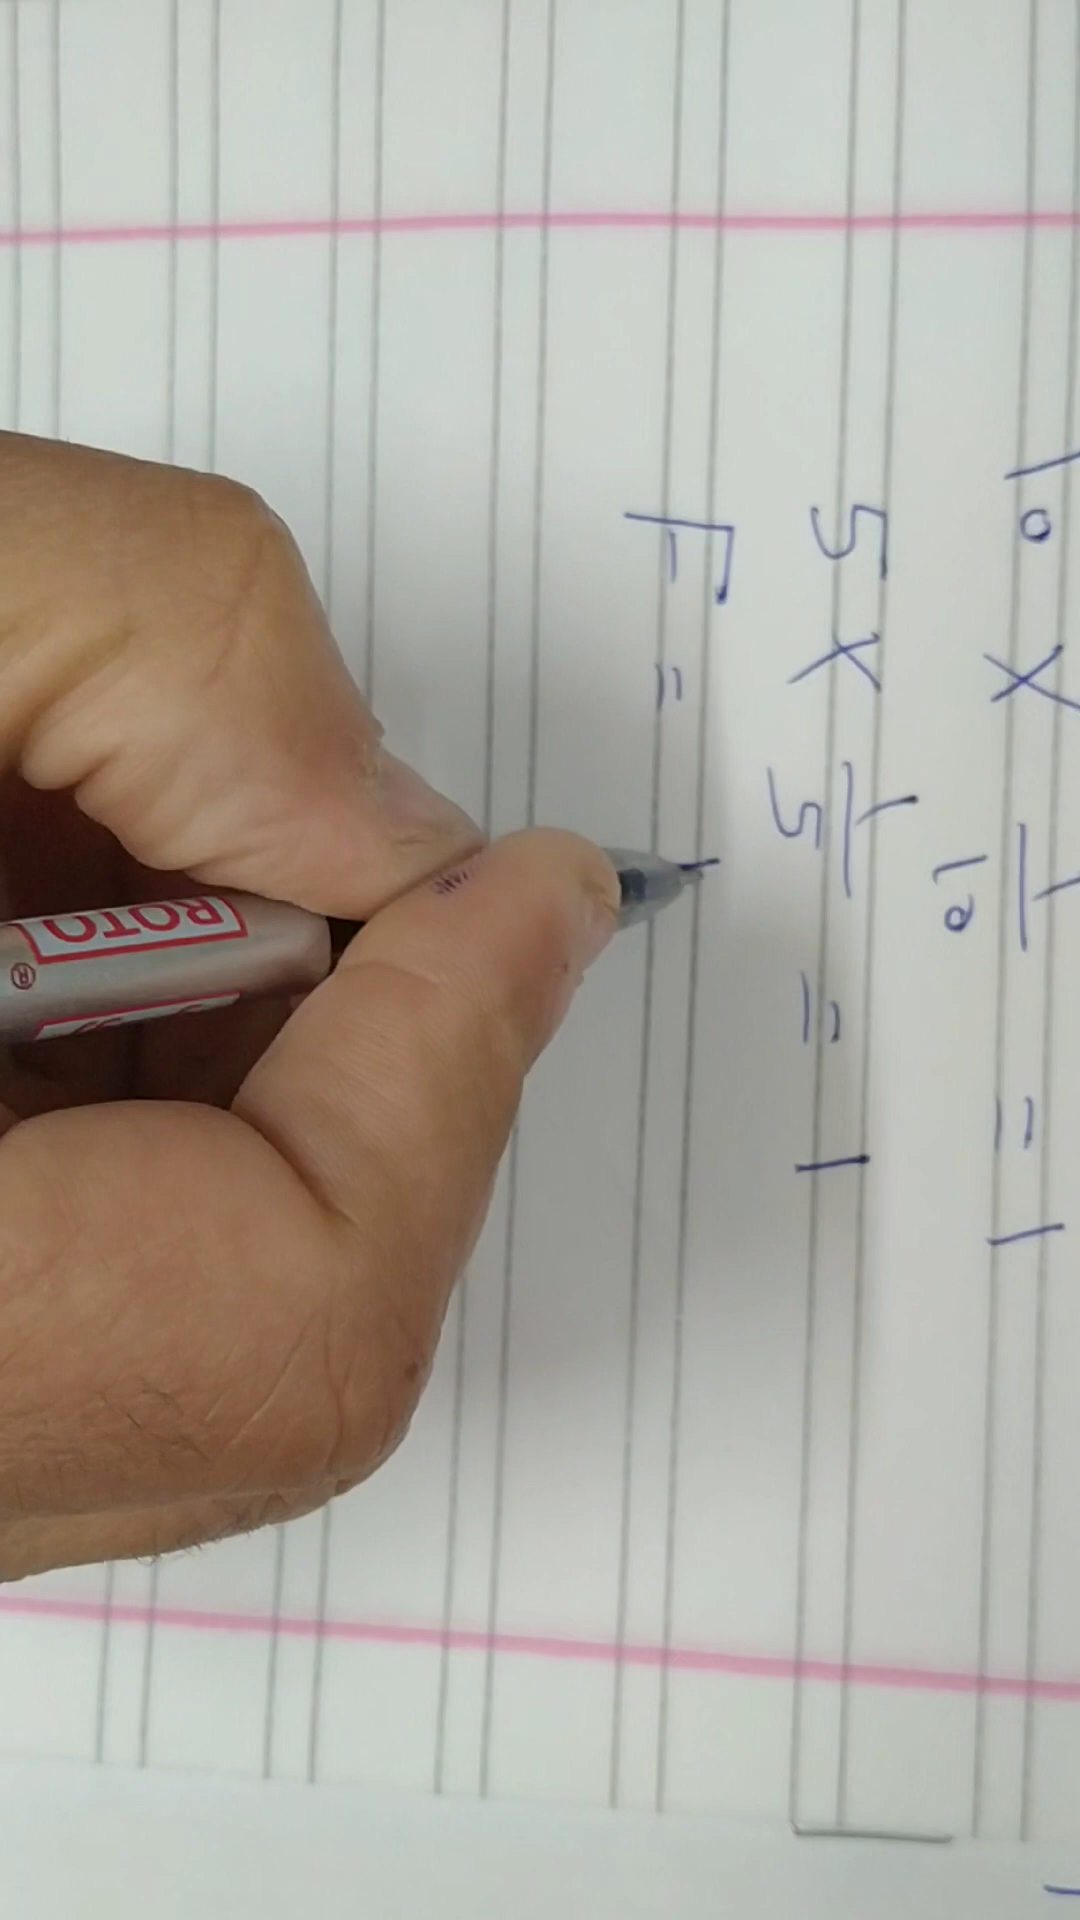 10 × 1/10 = 1
5 × 1/5 = 1
F =
ROTO ®